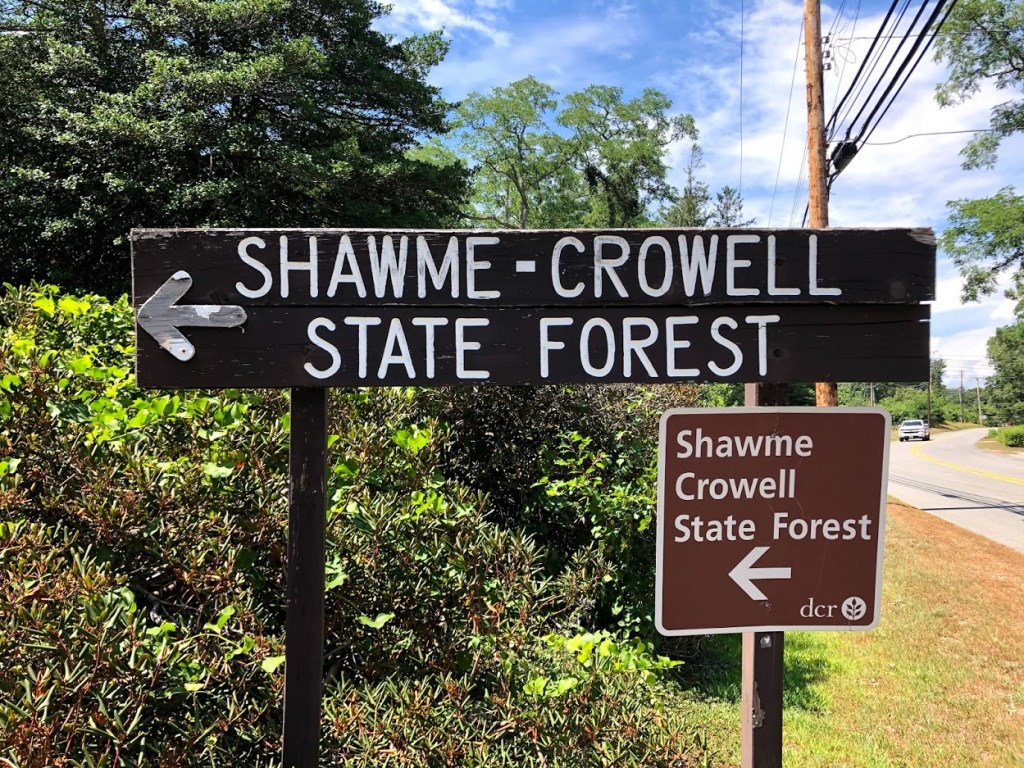 SHAWME - CROWELL
STATE FOREST
Shawme
Crowell
State Forest
dcr